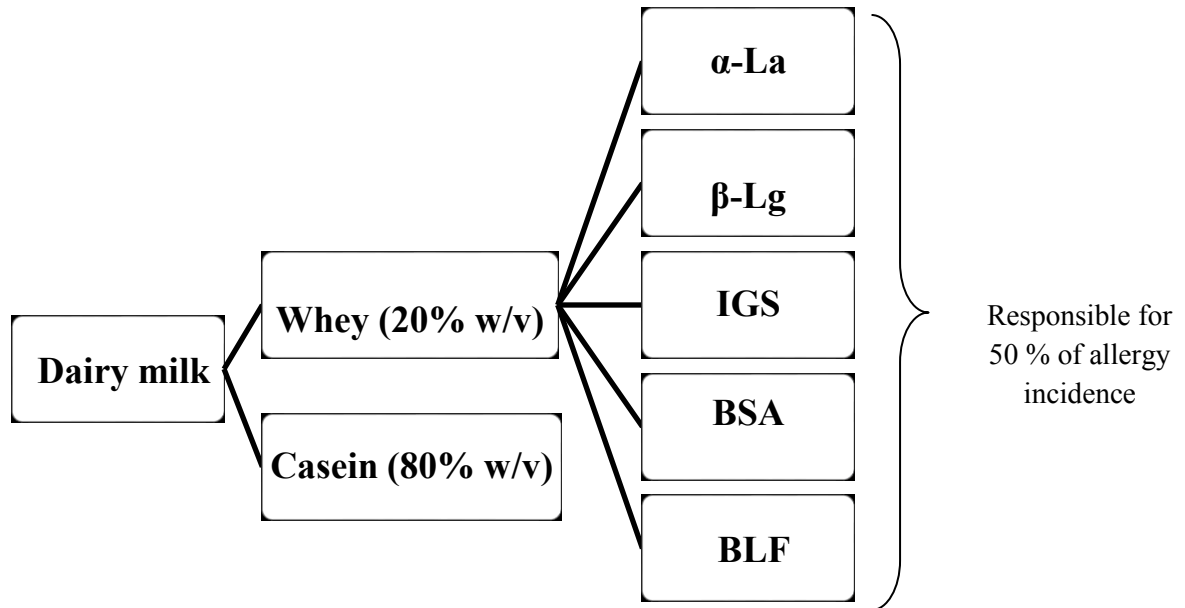 Dairy milk
Whey (20% w/v)
Casein (80% w/v)
α-La
β-Lg
IGS
BSA
BLF
Responsible for
50 % of allergy
incidence